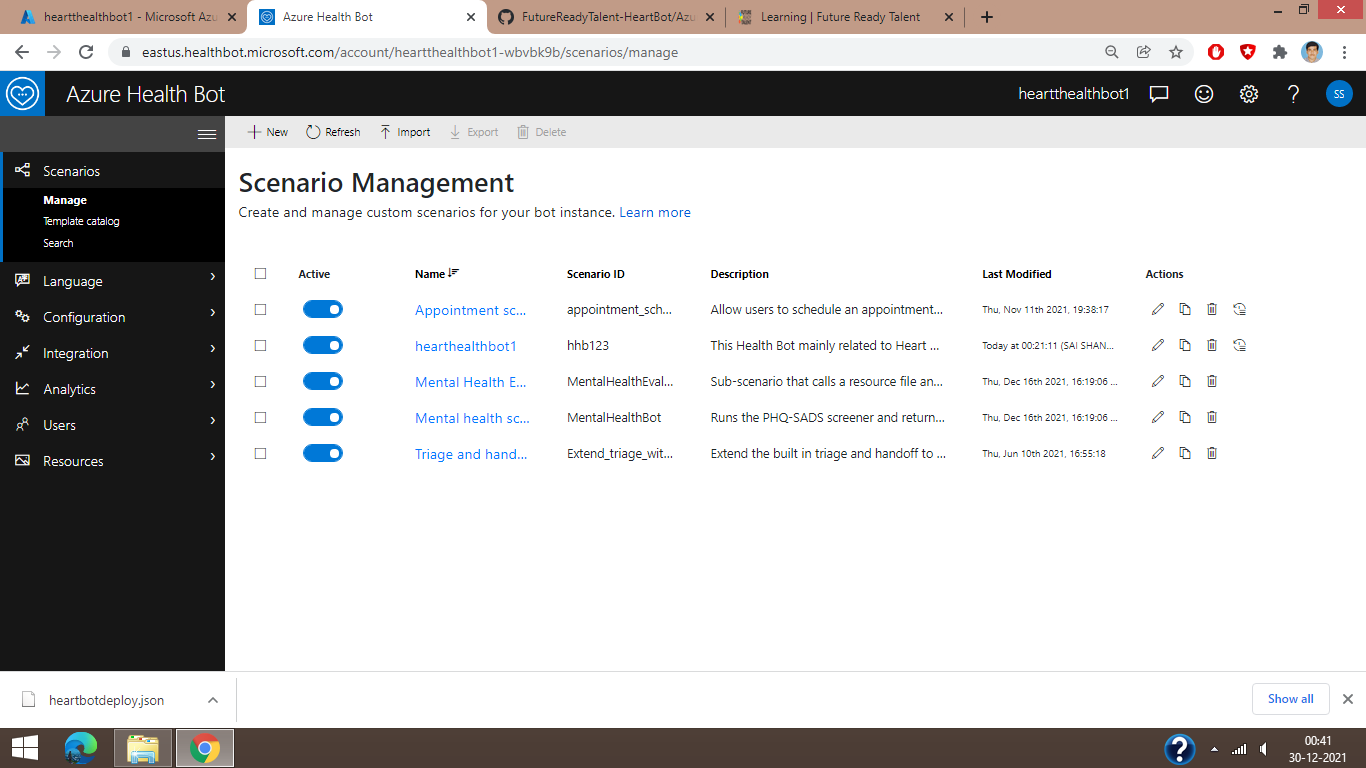 heartthealthbot1 - Microsoft Azu
Azure Health Bot
FutureReadyTalent-HeartBot/Azu
Learning | Future Ready Talent
eastus.healthbot.microsoft.com/account/heartthealthbot1-wbvbk9b/scenarios/manage
Azure Health Bot
heartthealthbot1
?
SS
New
Refresh
Import
Export
Delete
Scenarios
Manage
Template catalog
Search
Language
Configuration
Integration
Analytics
Users
Resources
Scenario Management
Create and manage custom scenarios for your bot instance. Learn more
Active Name Scenario ID Description Last Modified Actions
Appointment sc... appointment_sch... Allow users to schedule an appointment... Thu, Nov 11th 2021, 19:38:17
hearthealthbot1 hhb123 This Health Bot mainly related to Heart ... Today at 00:21:11 (SAI SHAN...
Mental Health E... MentalHealthEval... Sub-scenario that calls a resource file an... Thu, Dec 16th 2021, 16:19:06 ...
Mental health sc... MentalHealthBot Runs the PHQ-SADS screener and return... Thu, Dec 16th 2021, 16:19:06 ...
Triage and hand... Extend_triage_wit... Extend the built in triage and handoff to ... Thu, Jun 10th 2021, 16:55:18
heartbotdeploy.json
Show all
?
00:41
30-12-2021